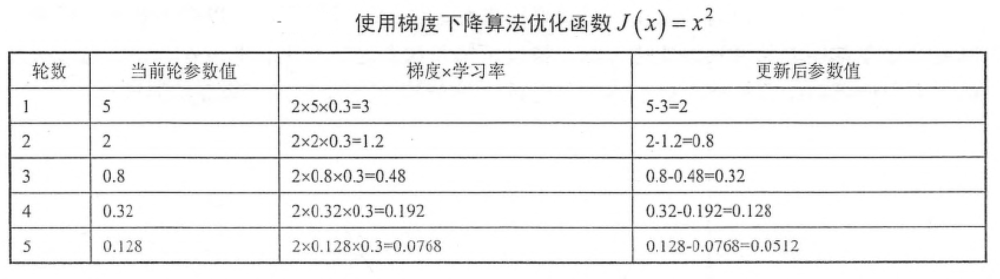 使用梯度下降算法优化函数 J(x) = x²
轮数 当前轮参数值 梯度×学习率 更新后参数值
1 5 2×5×0.3=3 5-3=2
2 2 2×2×0.3=1.2 2-1.2=0.8
3 0.8 2×0.8×0.3=0.48 0.8-0.48=0.32
4 0.32 2×0.32×0.3=0.192 0.32-0.192=0.128
5 0.128 2×0.128×0.3=0.0768 0.128-0.0768=0.0512